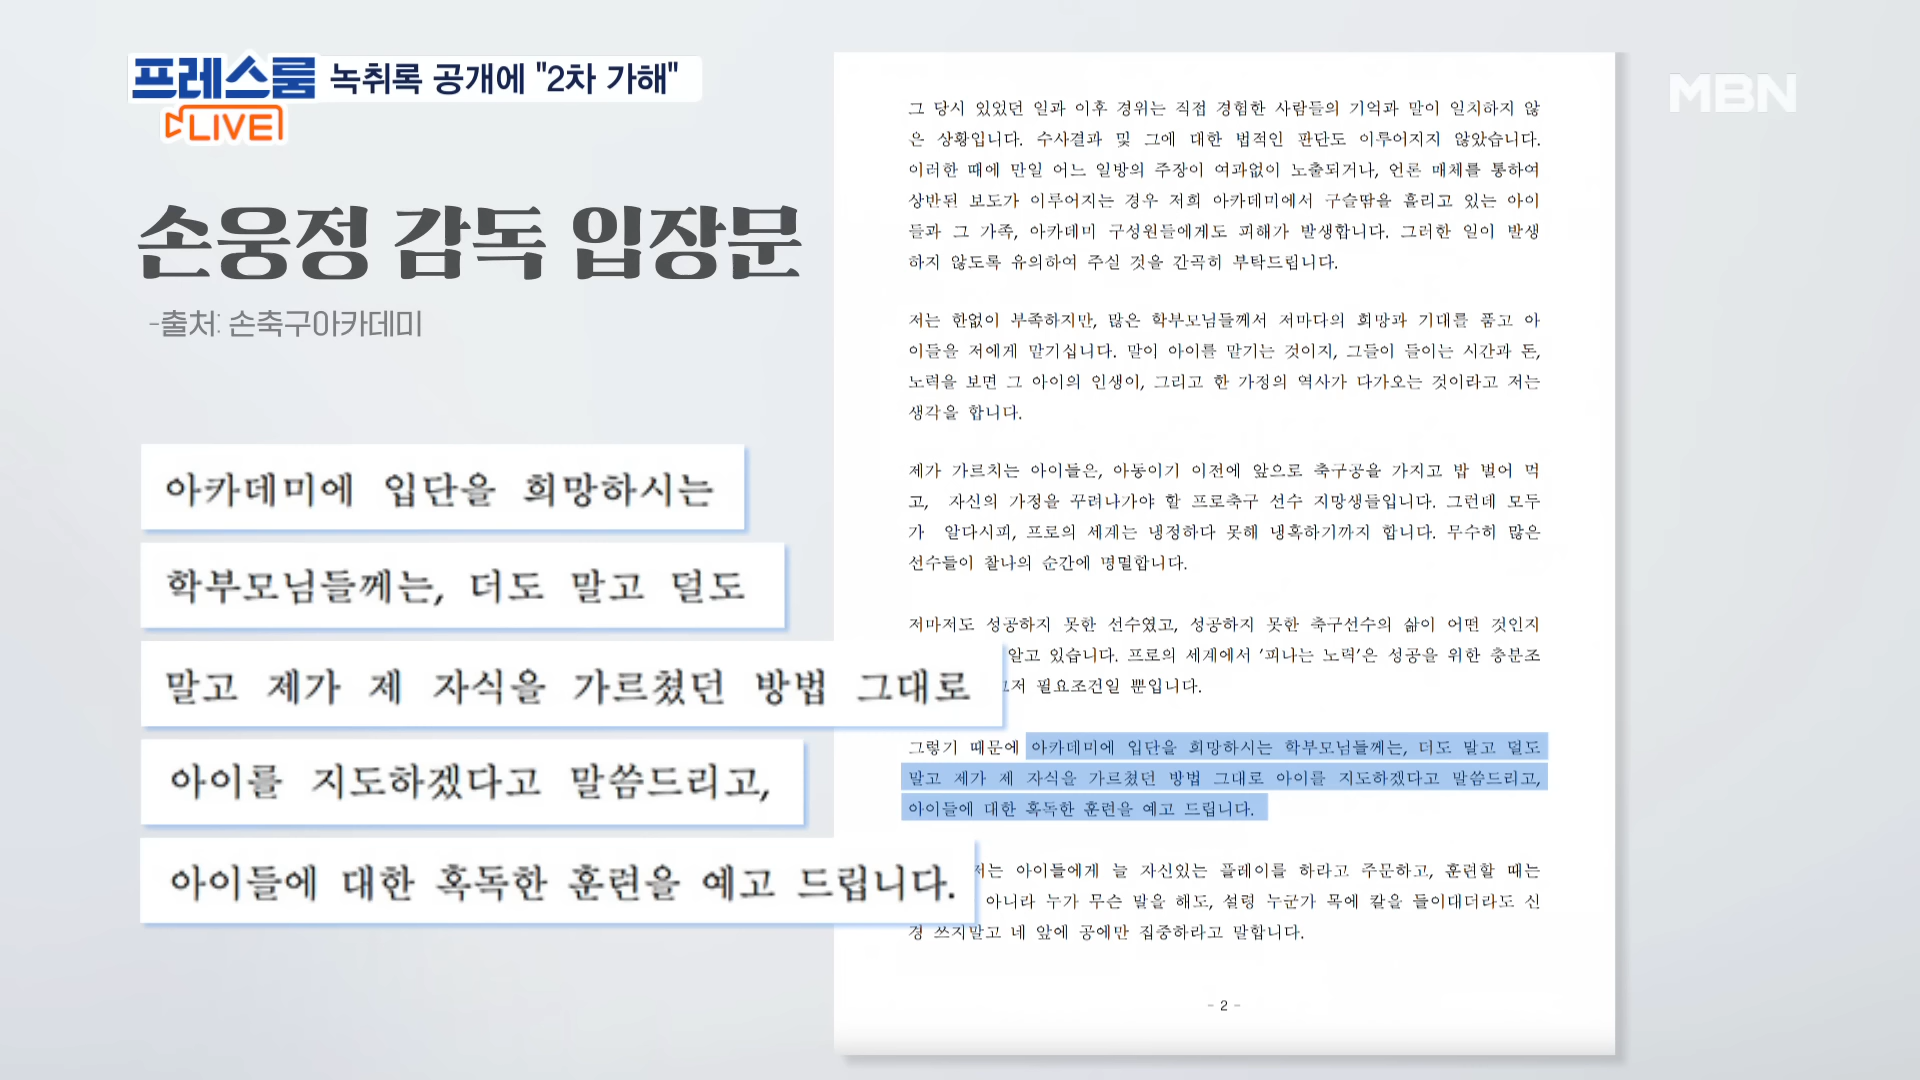 프레스룸
LIVE
녹취록 공개에 "2차 가해"
MBN
손웅정 감독 입장문
-출처: 손축구아카데미
아카데미에 입단을 희망하시는
학부모님들께는, 더도 말고 덜도
말고 제가 제 자식을 가르쳤던 방법 그대로
아이를 지도하겠다고 말씀드리고,
아이들에 대한 혹독한 훈련을 예고 드립니다.
그 당시 있었던 일과 이후 경위는 직접 경험한 사람들의 기억과 말이 일치하지 않
은 상황입니다. 수사결과 및 그에 대한 법적인 판단도 이루어지지 않았습니다.
이러한 때에 만일 어느 일방의 주장이 여과없이 노출되거나, 언론 매체를 통하여
상반된 보도가 이루어지는 경우 저희 아카데미에서 구슬땀을 흘리고 있는 아이
들과 그 가족, 아카데미 구성원들에게도 피해가 발생합니다. 그러한 일이 발생
하지 않도록 유의하여 주실 것을 간곡히 부탁드립니다.
저는 한없이 부족하지만, 많은 학부모님들께서 저마다의 희망과 기대를 품고 아
이들을 저에게 맡기십니다. 말이 아이를 맡기는 것이지, 그들이 들이는 시간과 돈,
노력을 보면 그 아이의 인생이, 그리고 한 가정의 역사가 다가오는 것이라고 저는
생각을 합니다.
제가 가르치는 아이들은, 아동이기 이전에 앞으로 축구공을 가지고 밥 벌어 먹
고, 자신의 가정을 꾸려나가야 할 프로축구 선수 지망생들입니다. 그런데 모두
가 알다시피, 프로의 세계는 냉정하다 못해 냉혹하기까지 합니다. 무수히 많은
선수들이 찰나의 순간에 명멸합니다.
저마저도 성공하지 못한 선수였고, 성공하지 못한 축구선수의 삶이 어떤 것인지
알고 있습니다. 프로의 세계에서 '피나는 노력'은 성공을 위한 충분조
필요조건일 뿐입니다.
그렇기 때문에 아카데미에 입단을 희망하시는 학부모님들께는, 더도 말고 덜도
말고 제가 제 자식을 가르쳤던 방법 그대로 아이를 지도하겠다고 말씀드리고,
아이들에 대한 혹독한 훈련을 예고 드립니다.
아이들에게 늘 자신있는 플레이를 하라고 주문하고, 훈련할 때는
아니라 누가 무슨 말을 해도, 설령 누군가 목에 칼을 들이대더라도 신
경 쓰지말고 네 앞에 공에만 집중하라고 말합니다.
- 2 -